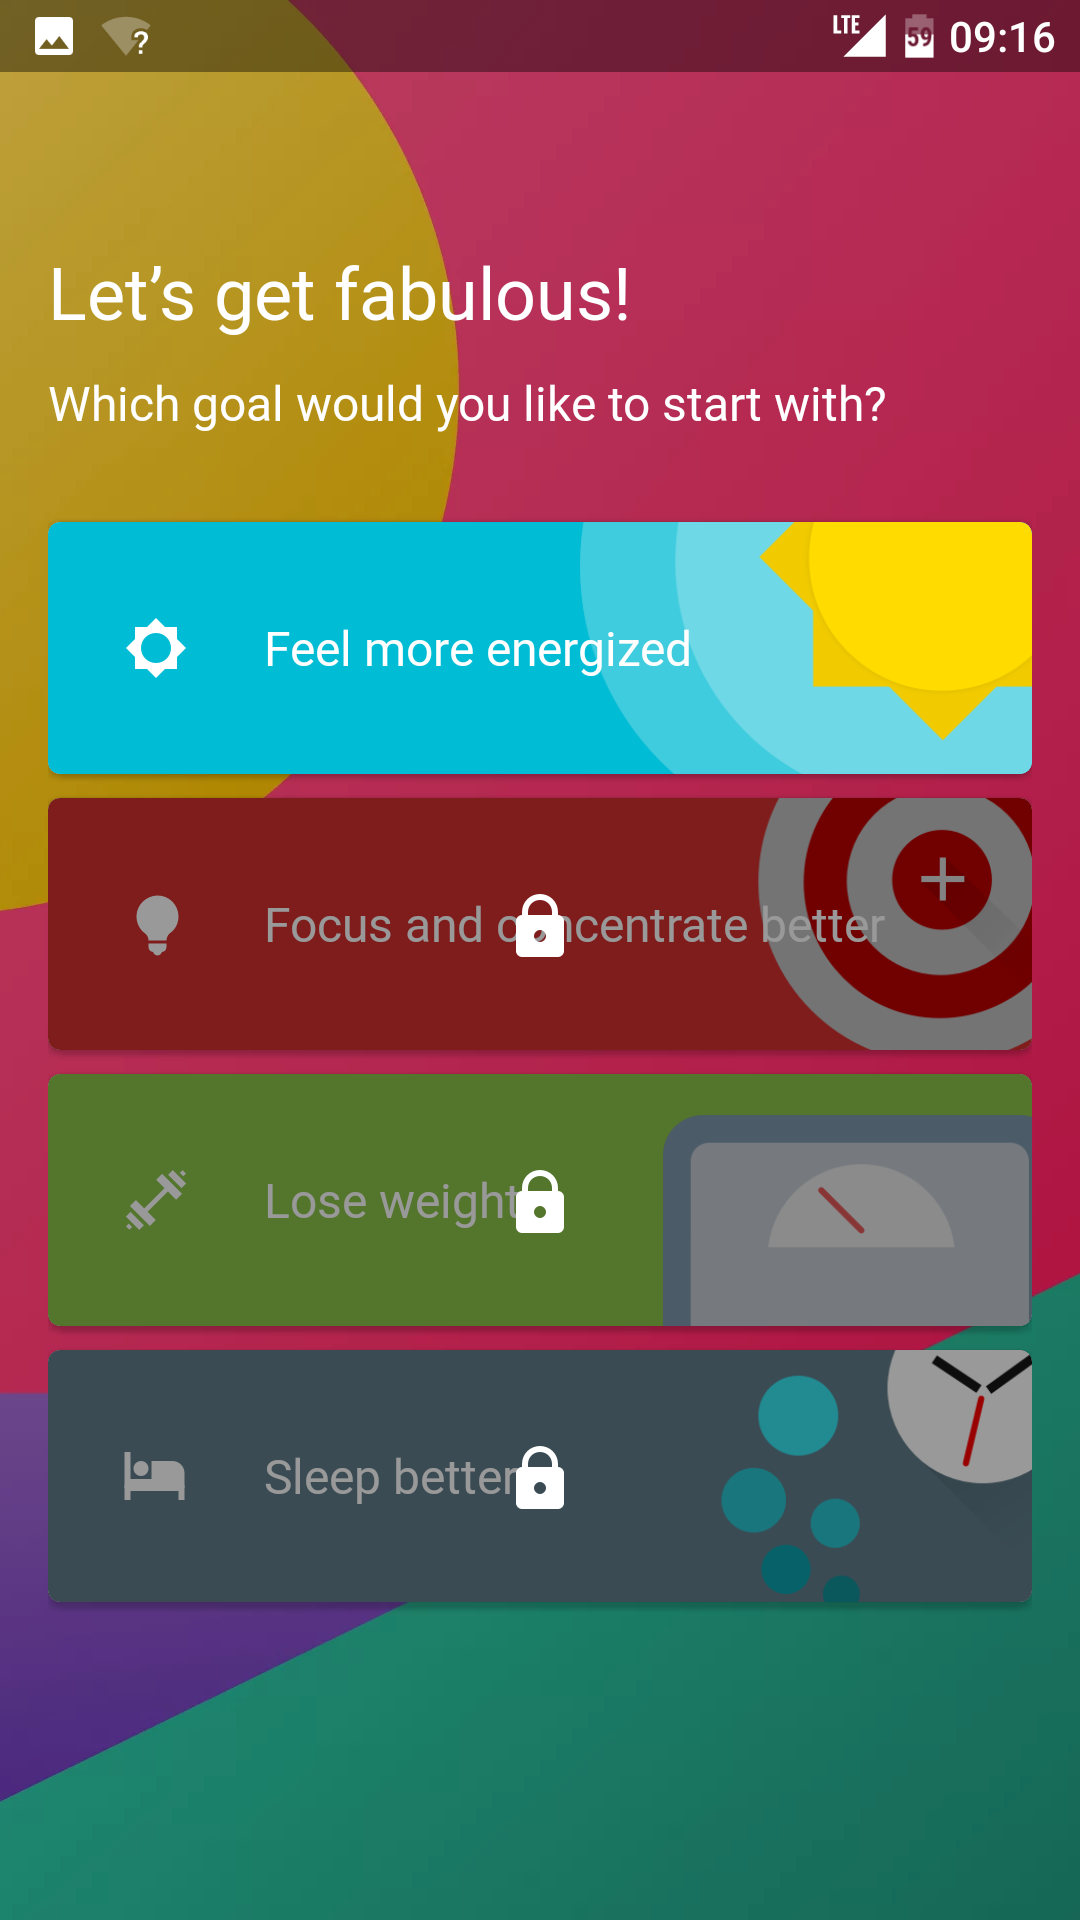 LTE 59 09:16
Let’s get fabulous!
Which goal would you like to start with?
Feel more energized
Focus and concentrate better
Lose weight
Sleep better